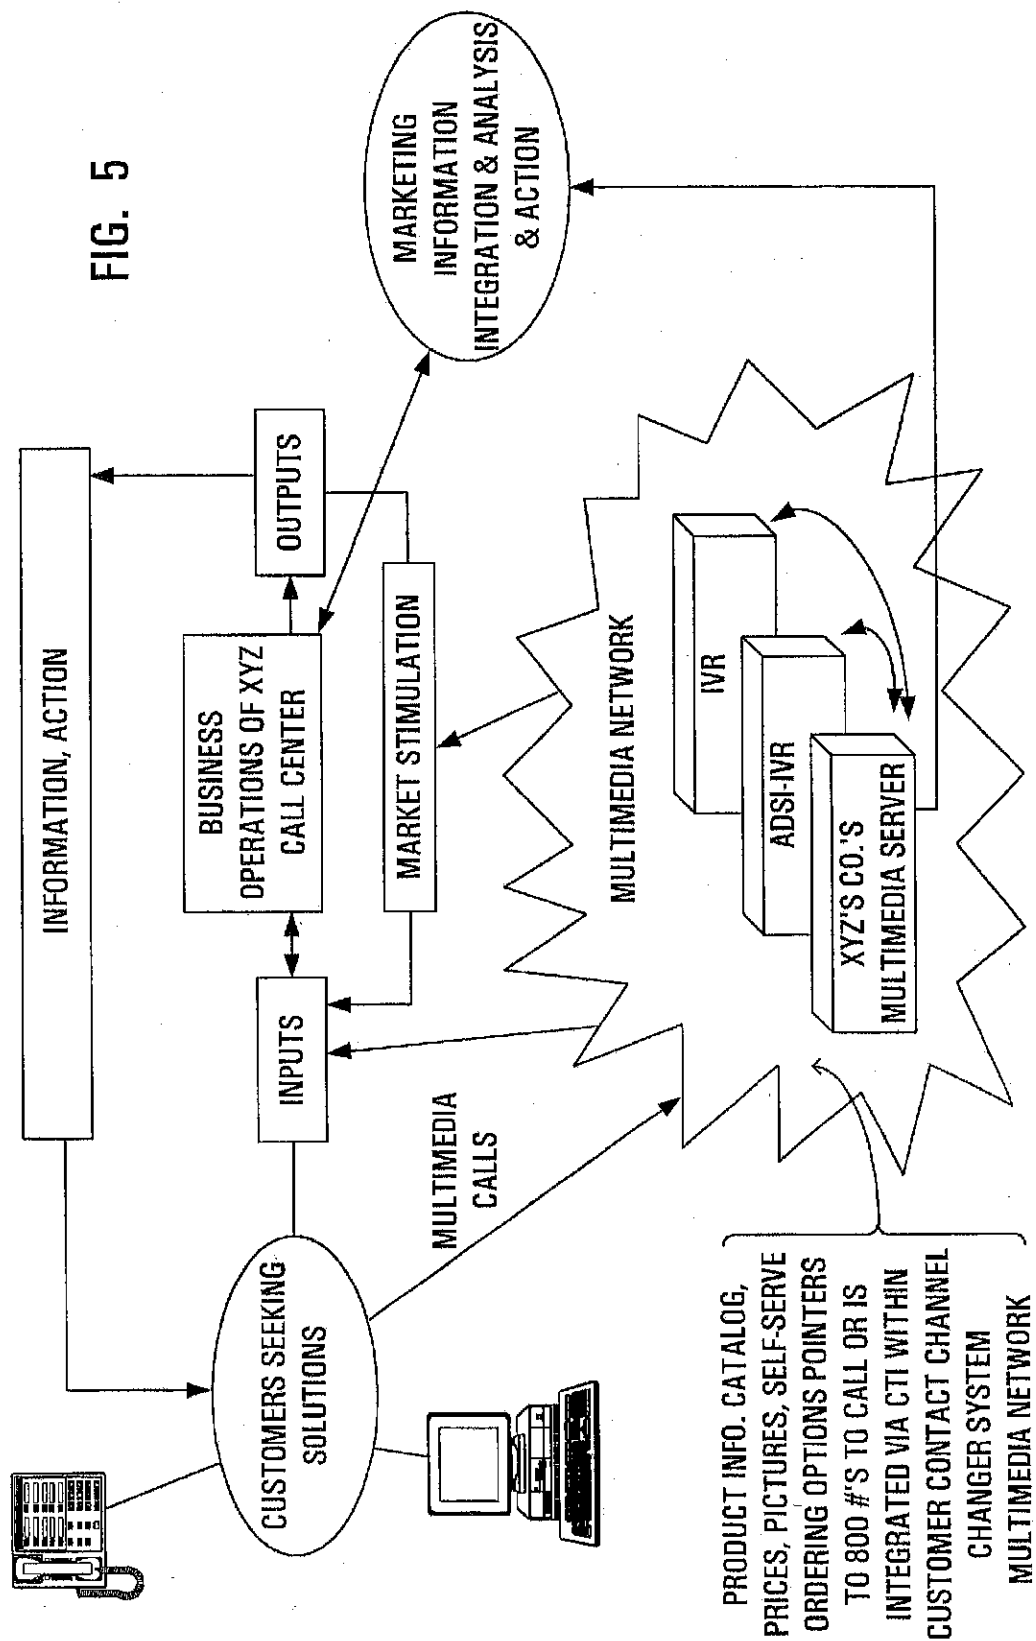 FIG. 5
INFORMATION, ACTION
CUSTOMERS SEEKING
SOLUTIONS
INPUTS
BUSINESS
OPERATIONS OF XYZ
CALL CENTER
OUTPUTS
MARKET STIMULATION
MARKETING
INFORMATION
INTEGRATION & ANALYSIS
& ACTION
MULTIMEDIA
CALLS
MULTIMEDIA NETWORK
IVR
ADSI-IVR
XYZ'S CO.'S
MULTIMEDIA SERVER
PRODUCT INFO. CATALOG,
PRICES, PICTURES, SELF-SERVE
ORDERING OPTIONS POINTERS
TO 800 #'S TO CALL OR IS
INTEGRATED VIA CTI WITHIN
CUSTOMER CONTACT CHANNEL
CHANGER SYSTEM
MULTIMEDIA NETWORK